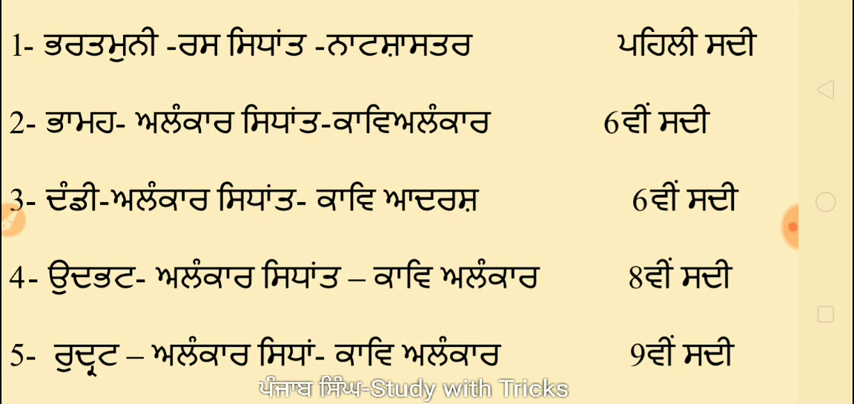 1- ਭਰਤਮੁਨੀ -ਰਸ ਸਿਧਾਂਤ -ਨਾਟਸ਼ਾਸਤਰ ਪਹਿਲੀ ਸਦੀ
2- ਭਾਮਹ- ਅਲੰਕਾਰ ਸਿਧਾਂਤ-ਕਾਵਿਅਲੰਕਾਰ 6ਵੀਂ ਸਦੀ
3- ਦੰਡੀ-ਅਲੰਕਾਰ ਸਿਧਾਂਤ- ਕਾਵਿ ਆਦਰਸ਼ 6ਵੀਂ ਸਦੀ
4- ਉਦਭਟ- ਅਲੰਕਾਰ ਸਿਧਾਂਤ – ਕਾਵਿ ਅਲੰਕਾਰ 8ਵੀਂ ਸਦੀ
5- ਰੁਦ੍ਰਟ – ਅਲੰਕਾਰ ਸਿਧਾਂ- ਕਾਵਿ ਅਲੰਕਾਰ 9ਵੀਂ ਸਦੀ
ਪੰਜਾਬ ਸਿੰਘ-Study with Tricks